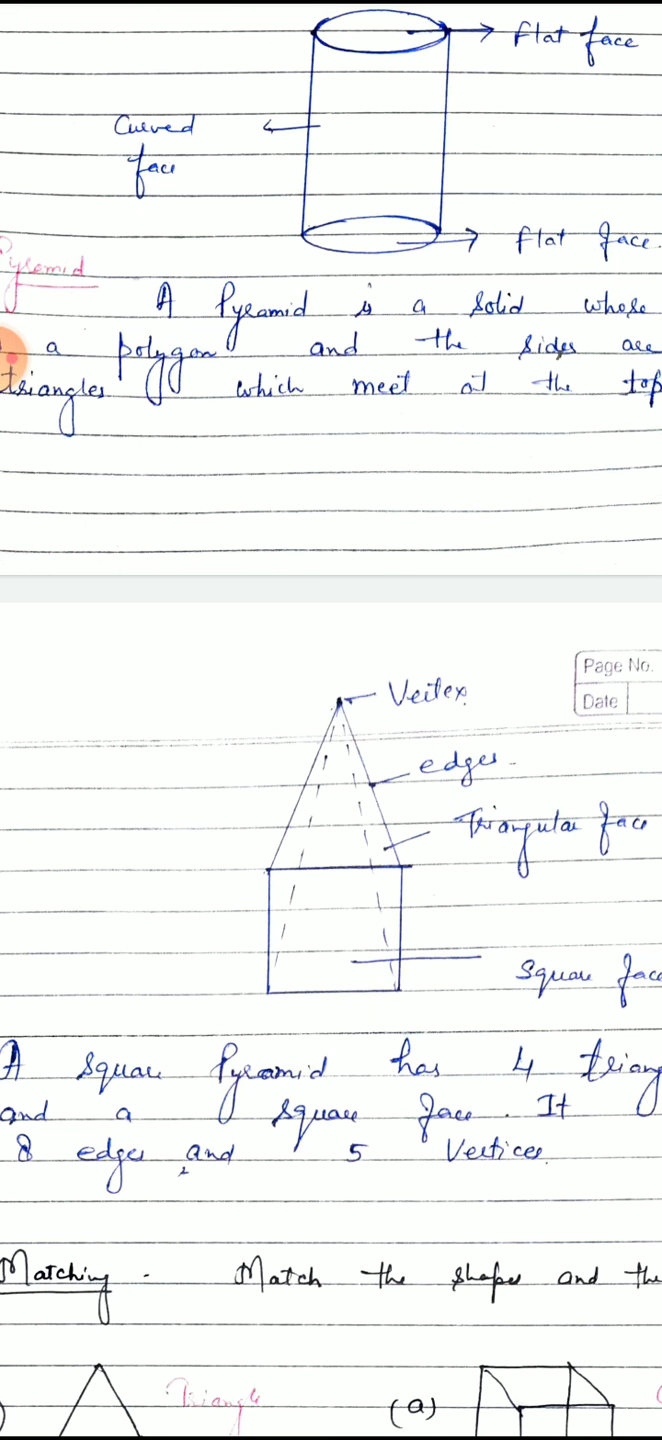 flat face
Curved
face
flat face.
Pyramid
A Pyramid is a solid whose
a polygon and the sides are
triangles which meet at the top
Page No.
Date
Vertex
edges
Triangular face
Square face
A square Pyramid has 4 triang
and a square face. It
8 edges and 5 Vertices
Matching - Match the shapes and the
Triangle
(a)